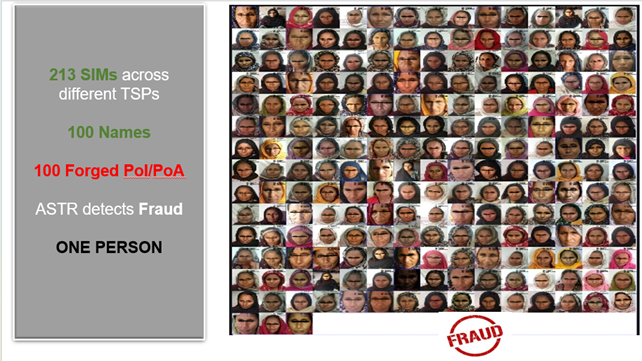 213 SIMs across
different TSPs
100 Names
100 Forged PoI/PoA
ASTR detects Fraud
ONE PERSON
FRAUD